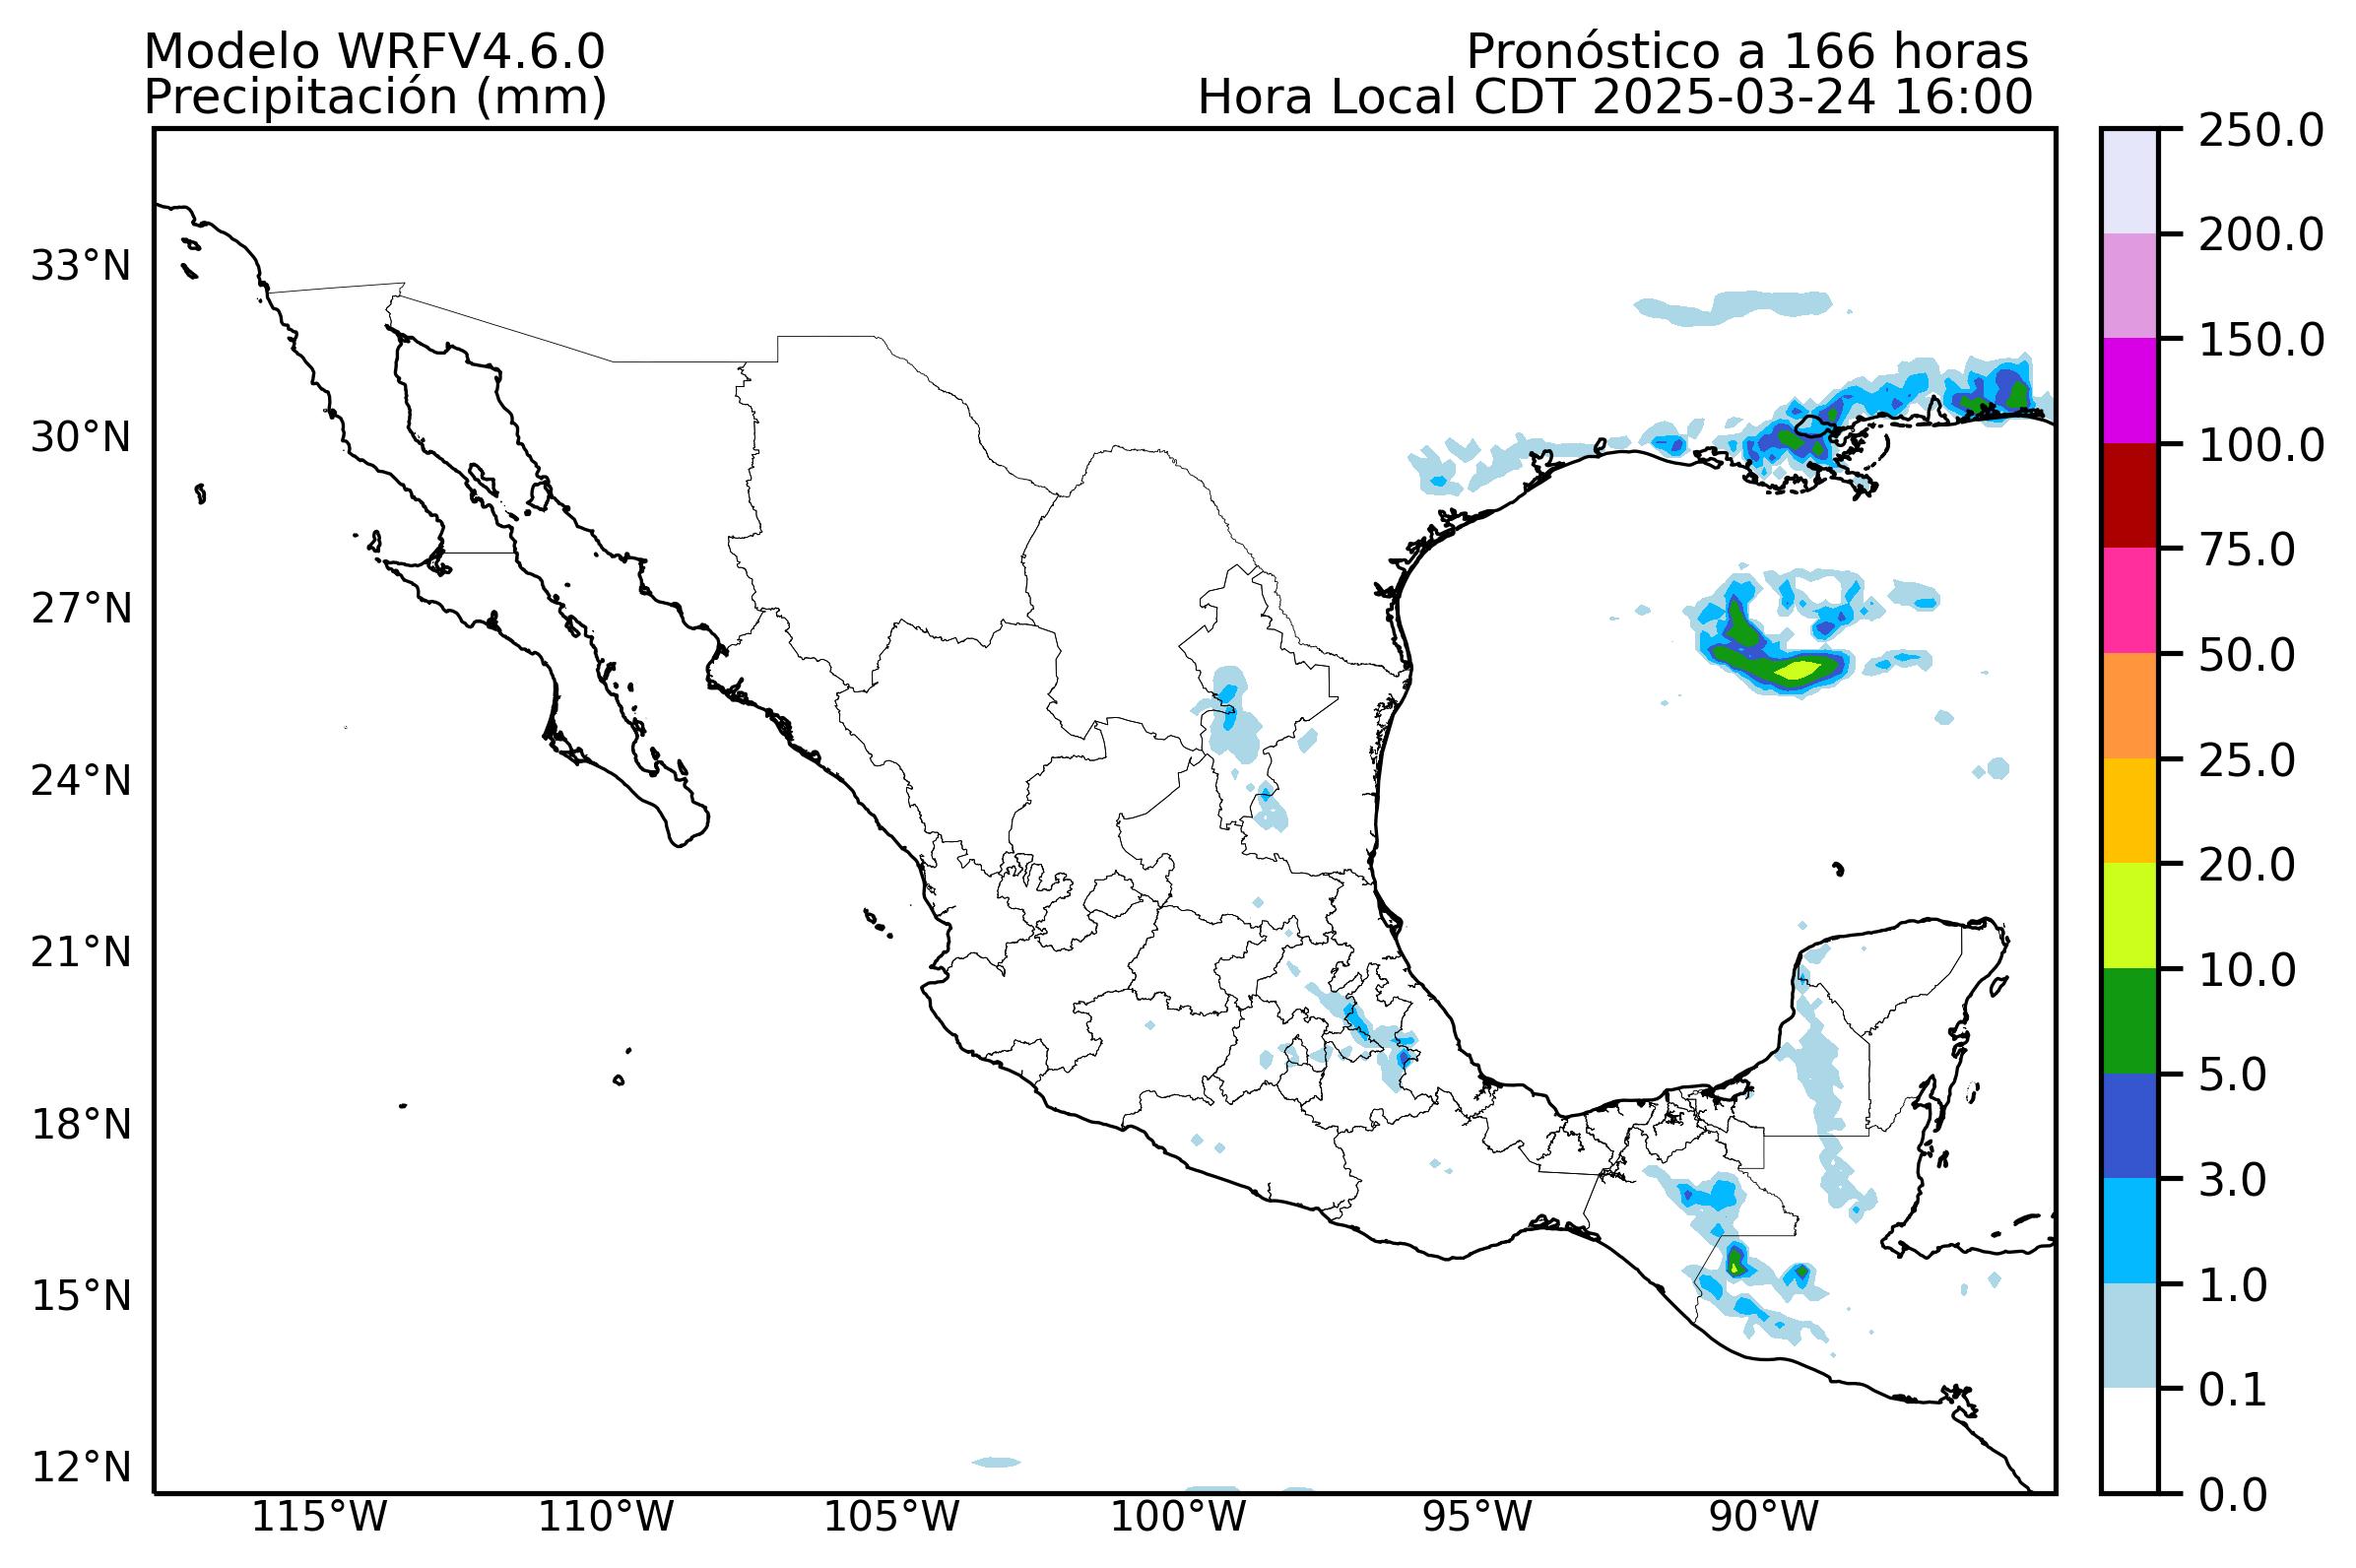 Modelo WRFV4.6.0
Precipitación (mm)
Pronóstico a 166 horas
Hora Local CDT 2025-03-24 16:00
33°N
30°N
27°N
24°N
21°N
18°N
15°N
12°N
115°W
110°W
105°W
100°W
95°W
90°W
250.0
200.0
150.0
100.0
75.0
50.0
25.0
20.0
10.0
5.0
3.0
1.0
0.1
0.0